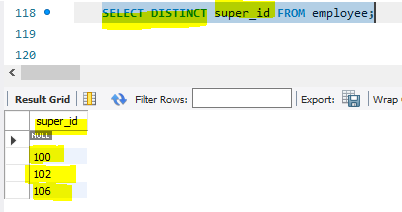 118 SELECT DISTINCT super_id FROM employee;
119
120
Result Grid Filter Rows: Export: Wrap
super_id
NULL
100
102
106